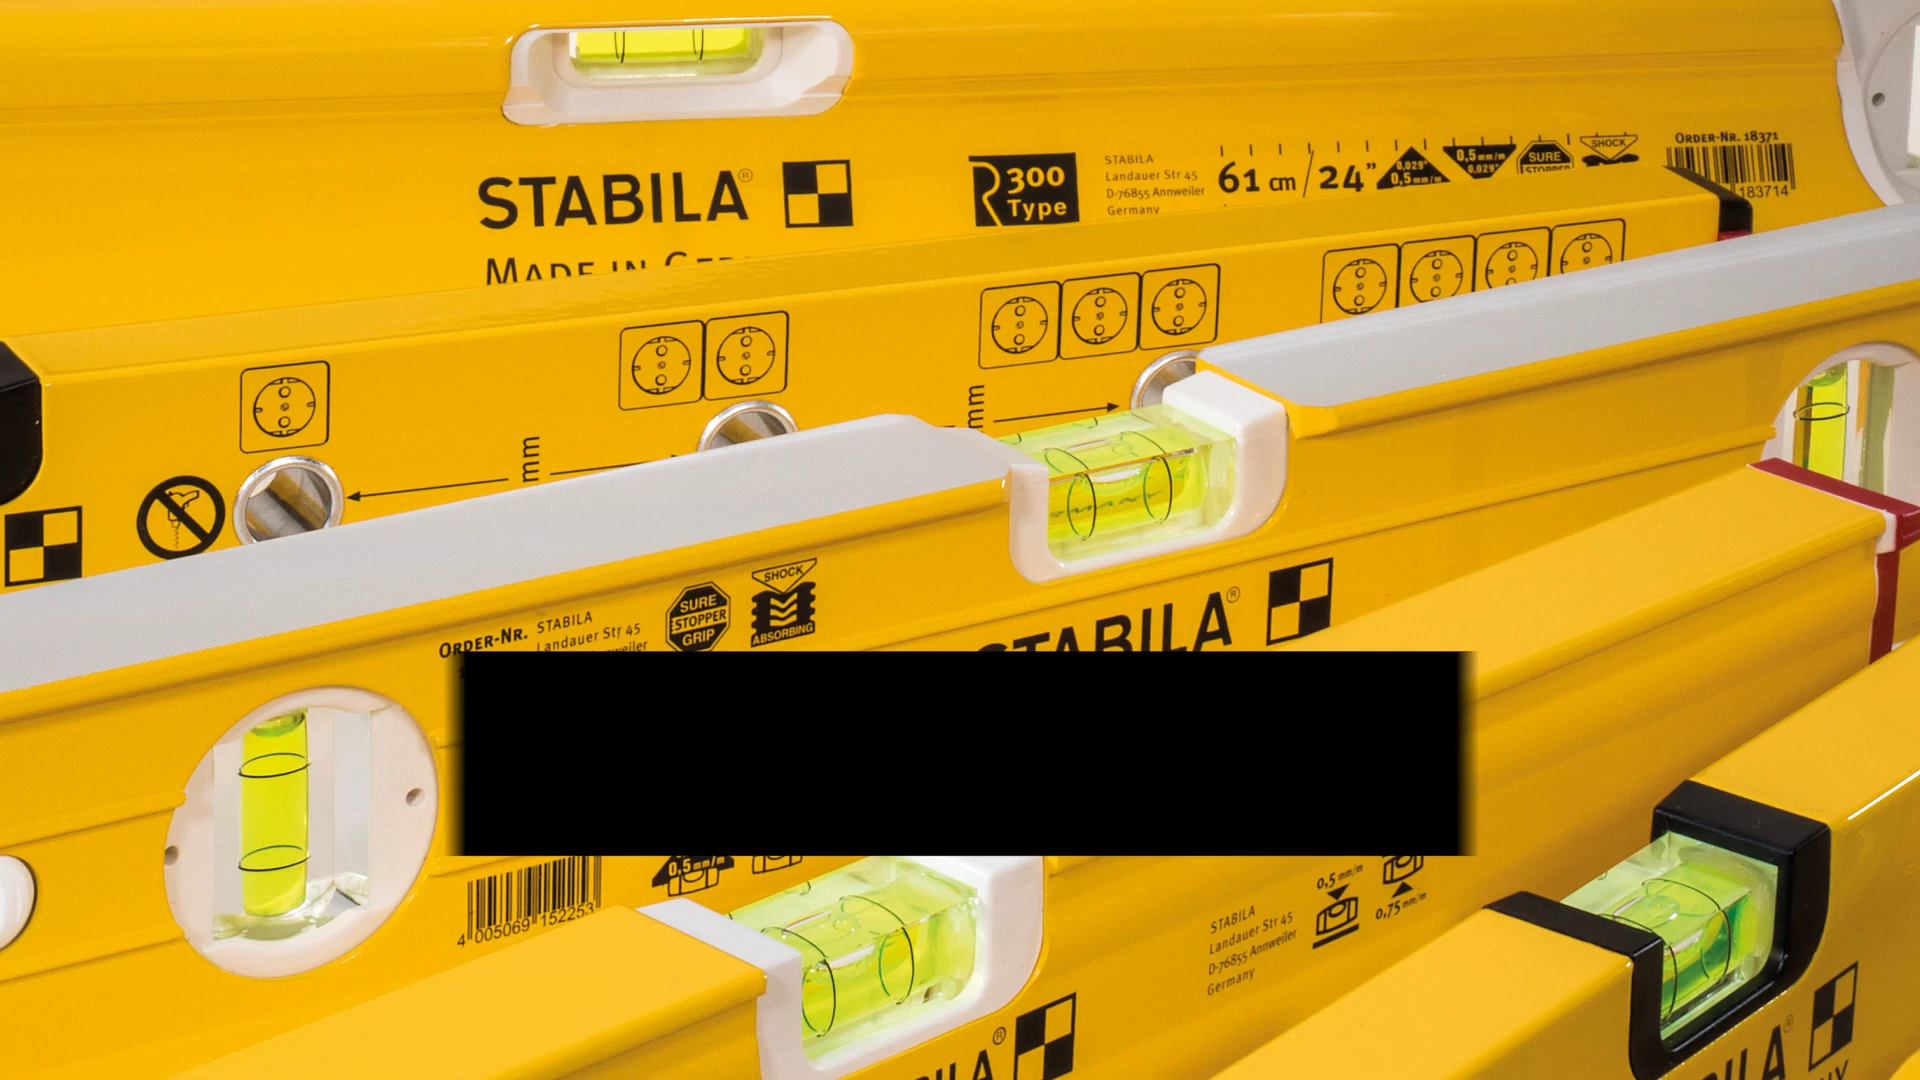 STABILA®
MADE IN
R 300
Type
STABILA
Landauer Str 45
D-76855 Annweiler
Germany
61 cm / 24"
0.029"
0.5 mm/m
0,5 mm/m
0.029"
SURE
STOPPER
SHOCK
ORDER-NR. 18371
183714
mm
mm
ORDER-NR.
STABILA
Landauer Str 45
SURE
STOPPER
GRIP
SHOCK
ABSORBING
STABILA®
0.5 mm/m
4 005069 152253
STABILA
Landauer Str 45
D-76855 Annweiler
Germany
0,5 mm/m
0,75 mm/m